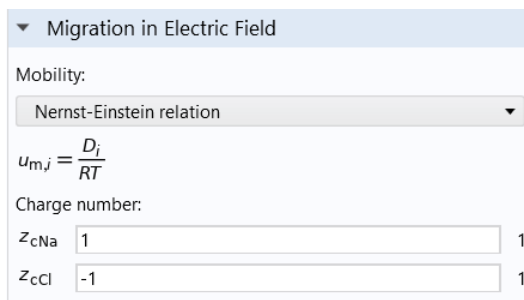 Migration in Electric Field
Mobility:
Nernst-Einstein relation
u_m,i = D_i / RT
Charge number:
z_cNa 1 1
z_cCl -1 1